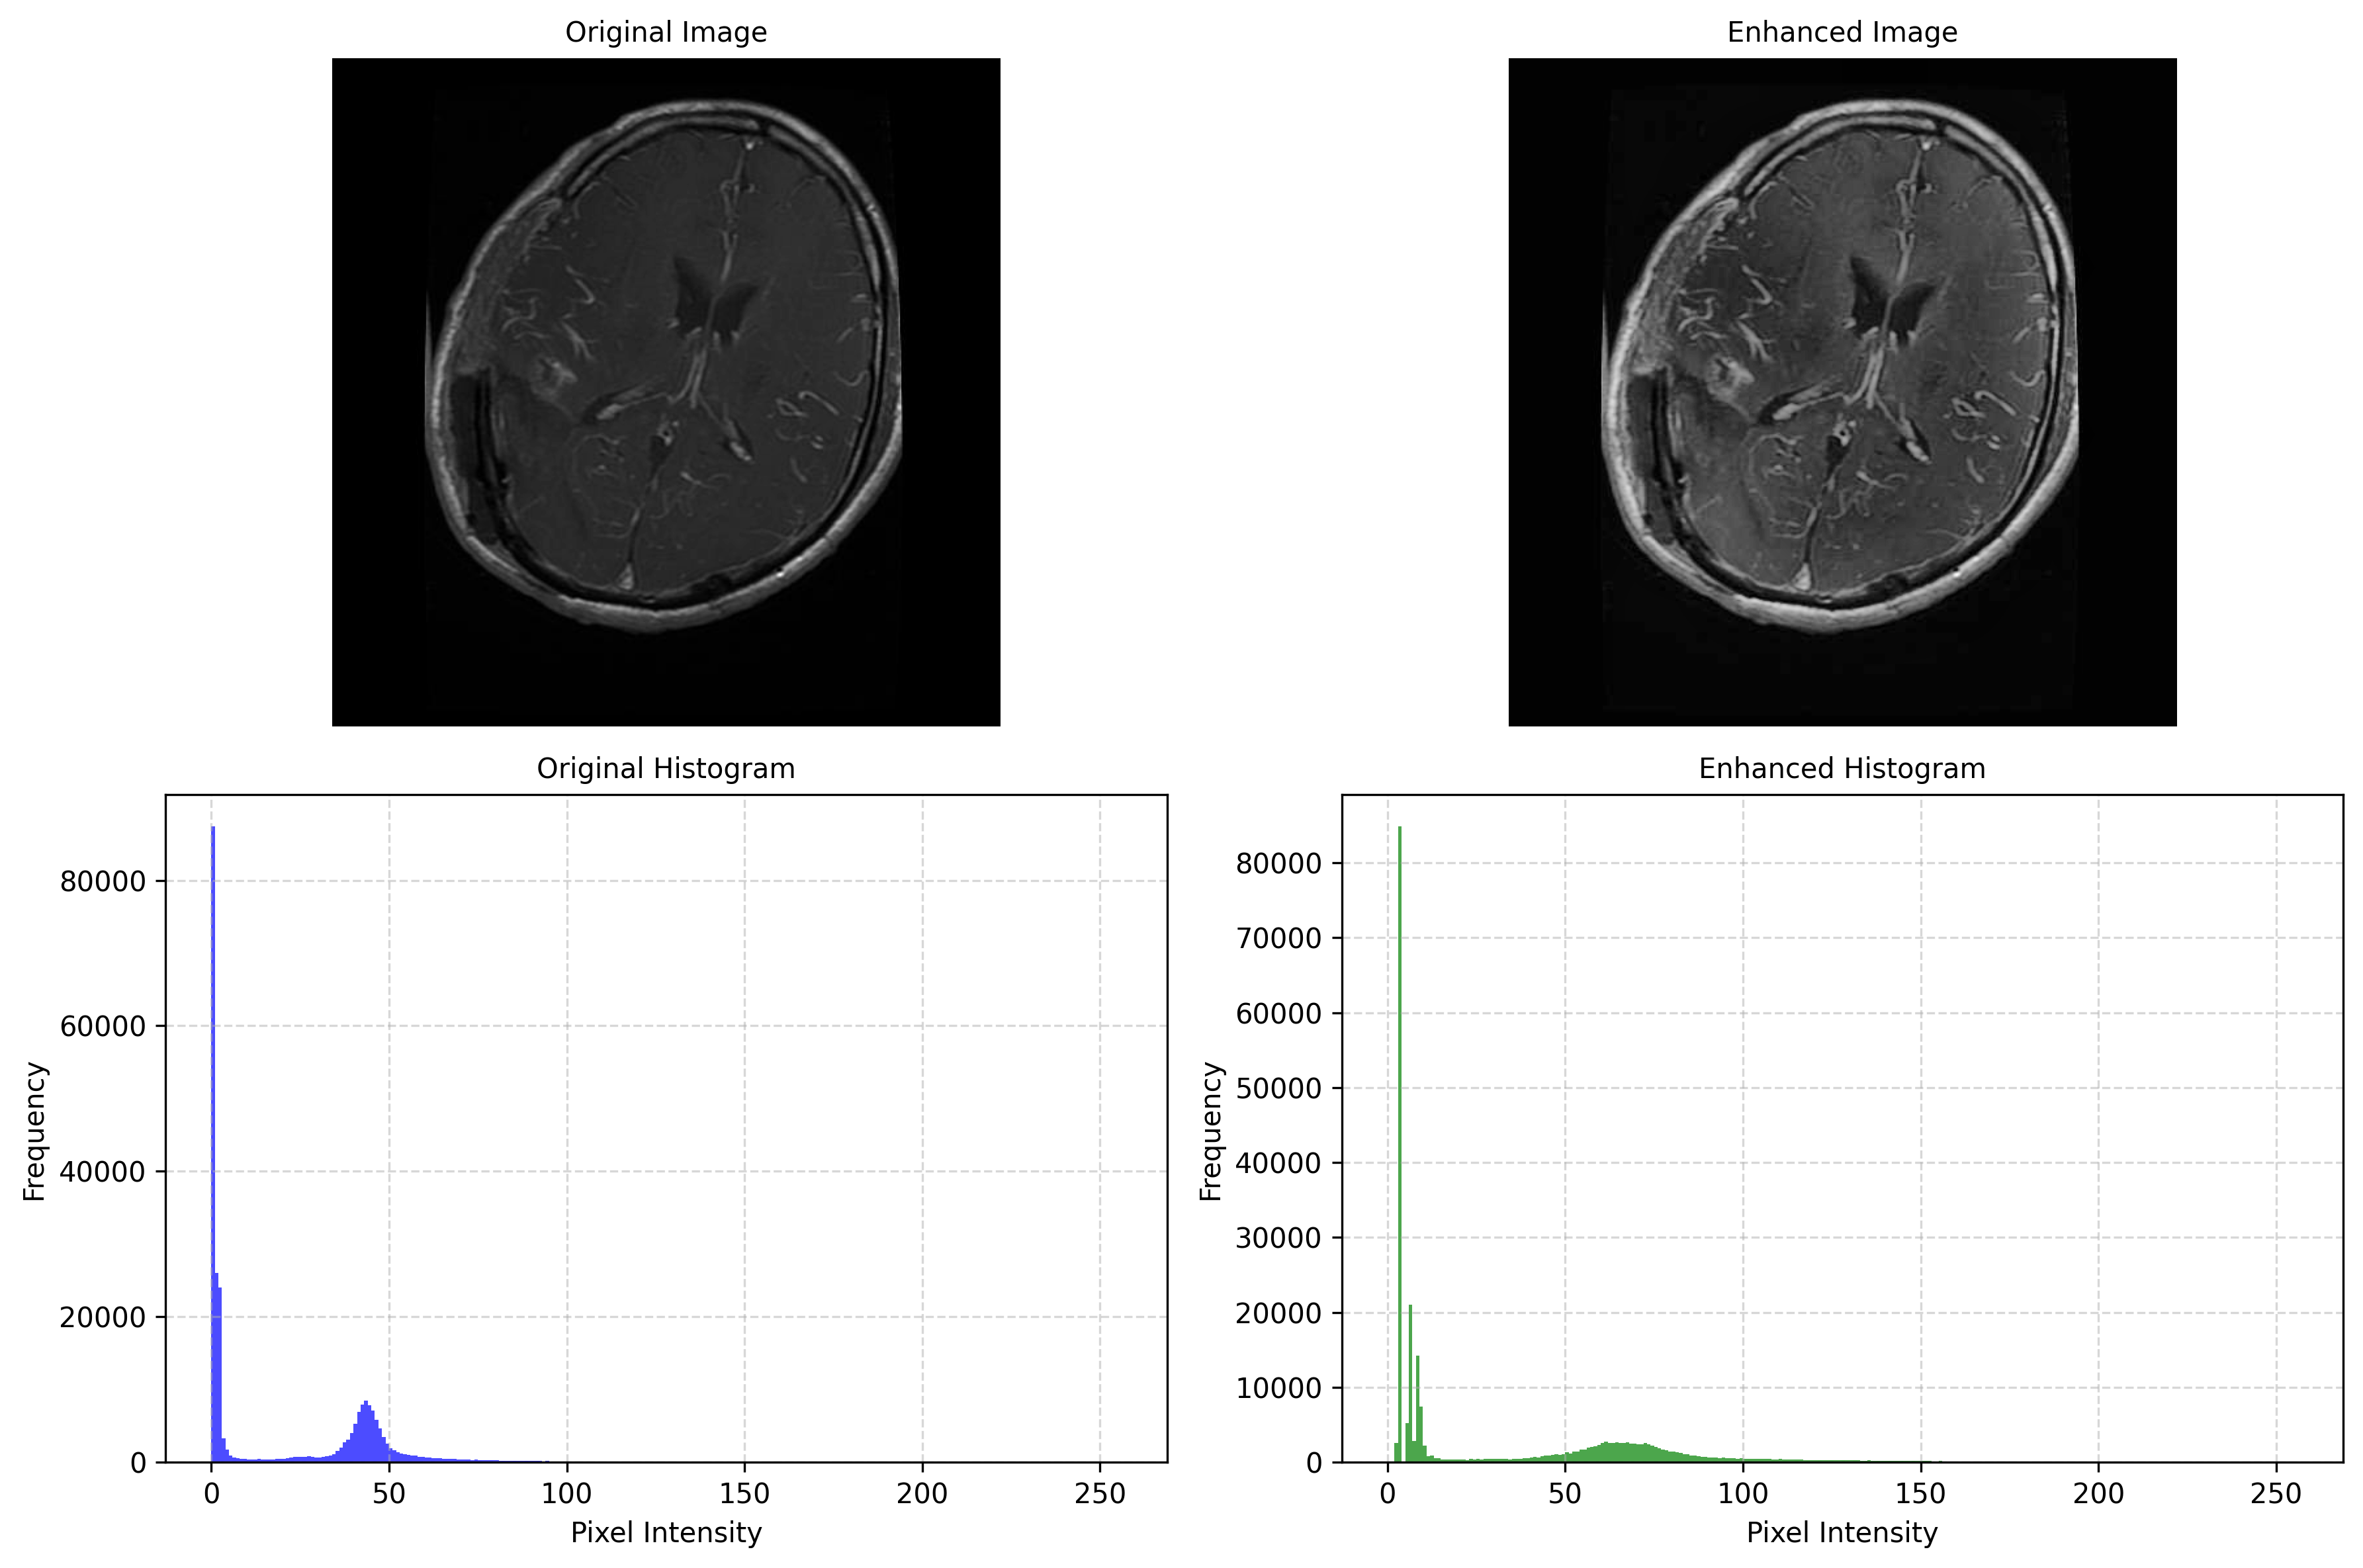 Original Image
Enhanced Image
Original Histogram
Enhanced Histogram
Frequency
80000
60000
40000
20000
0
0 50 100 150 200 250
Pixel Intensity
Frequency
80000
70000
60000
50000
40000
30000
20000
10000
0
0 50 100 150 200 250
Pixel Intensity